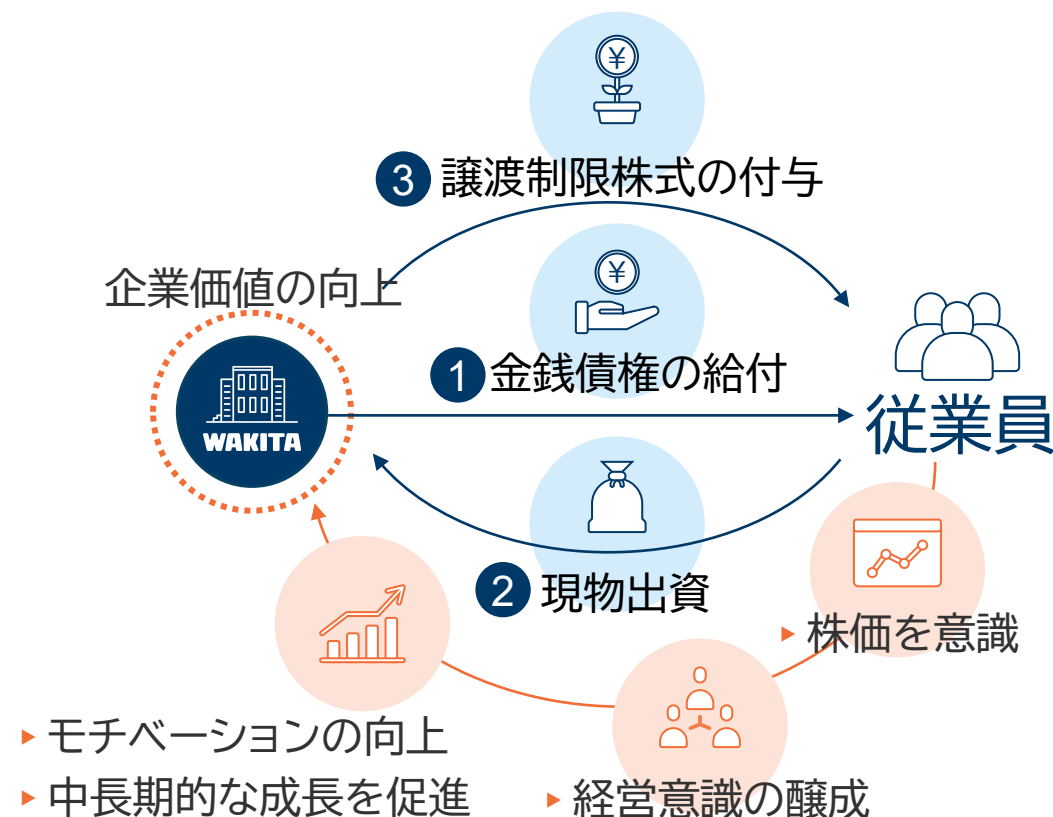 ¥
3 譲渡制限株式の付与
企業価値の向上
¥
1 金銭債権の給付
WAKITA
従業員
2 現物出資
▸ 株価を意識
▸ モチベーションの向上
▸ 中長期的な成長を促進
▸ 経営意識の醸成